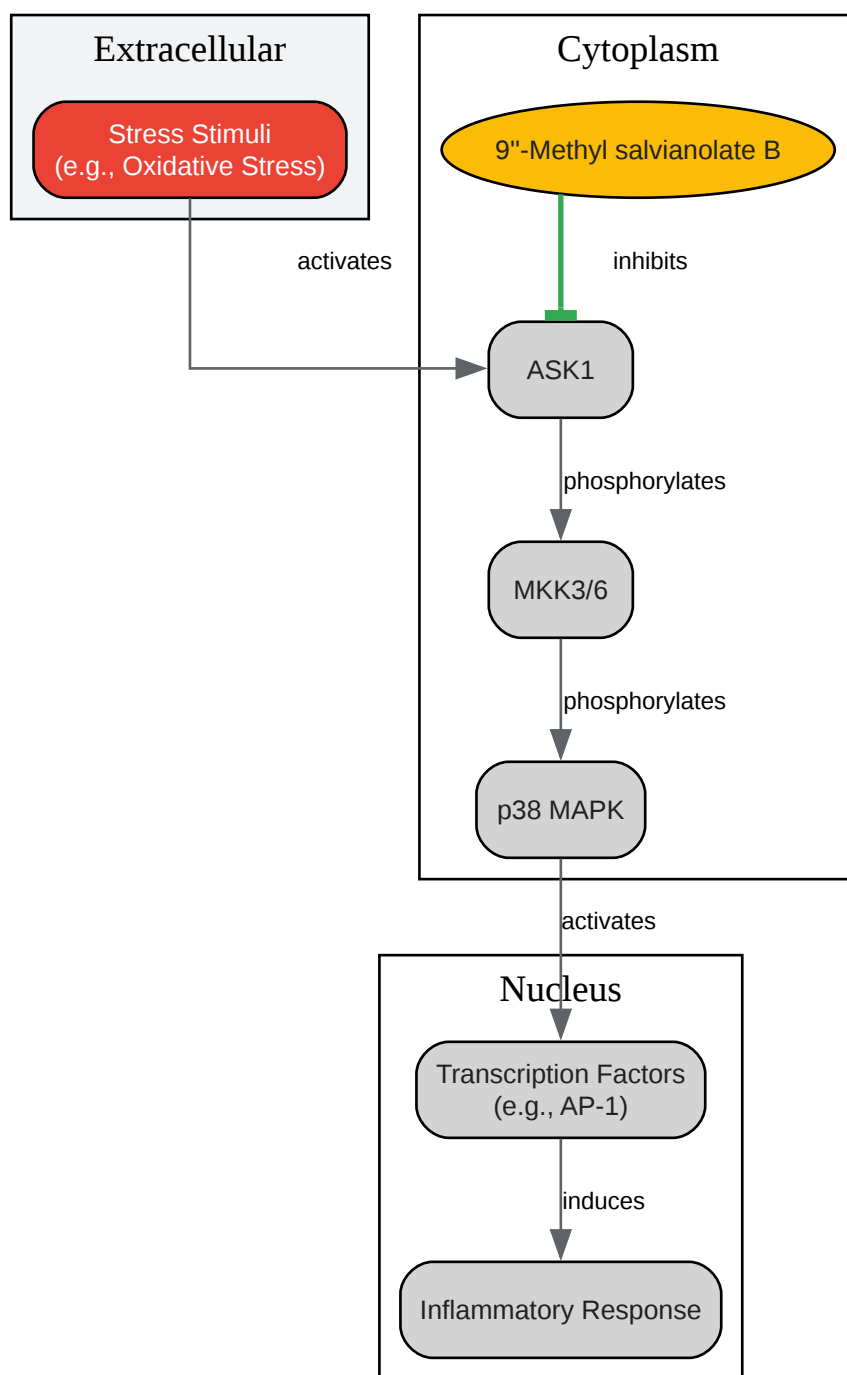 Extracellular
Cytoplasm
Stress Stimuli
(e.g., Oxidative Stress)
9"-Methyl salvianolate B
activates
inhibits
ASK1
phosphorylates
MKK3/6
phosphorylates
p38 MAPK
activates
Nucleus
Transcription Factors
(e.g., AP-1)
induces
Inflammatory Response